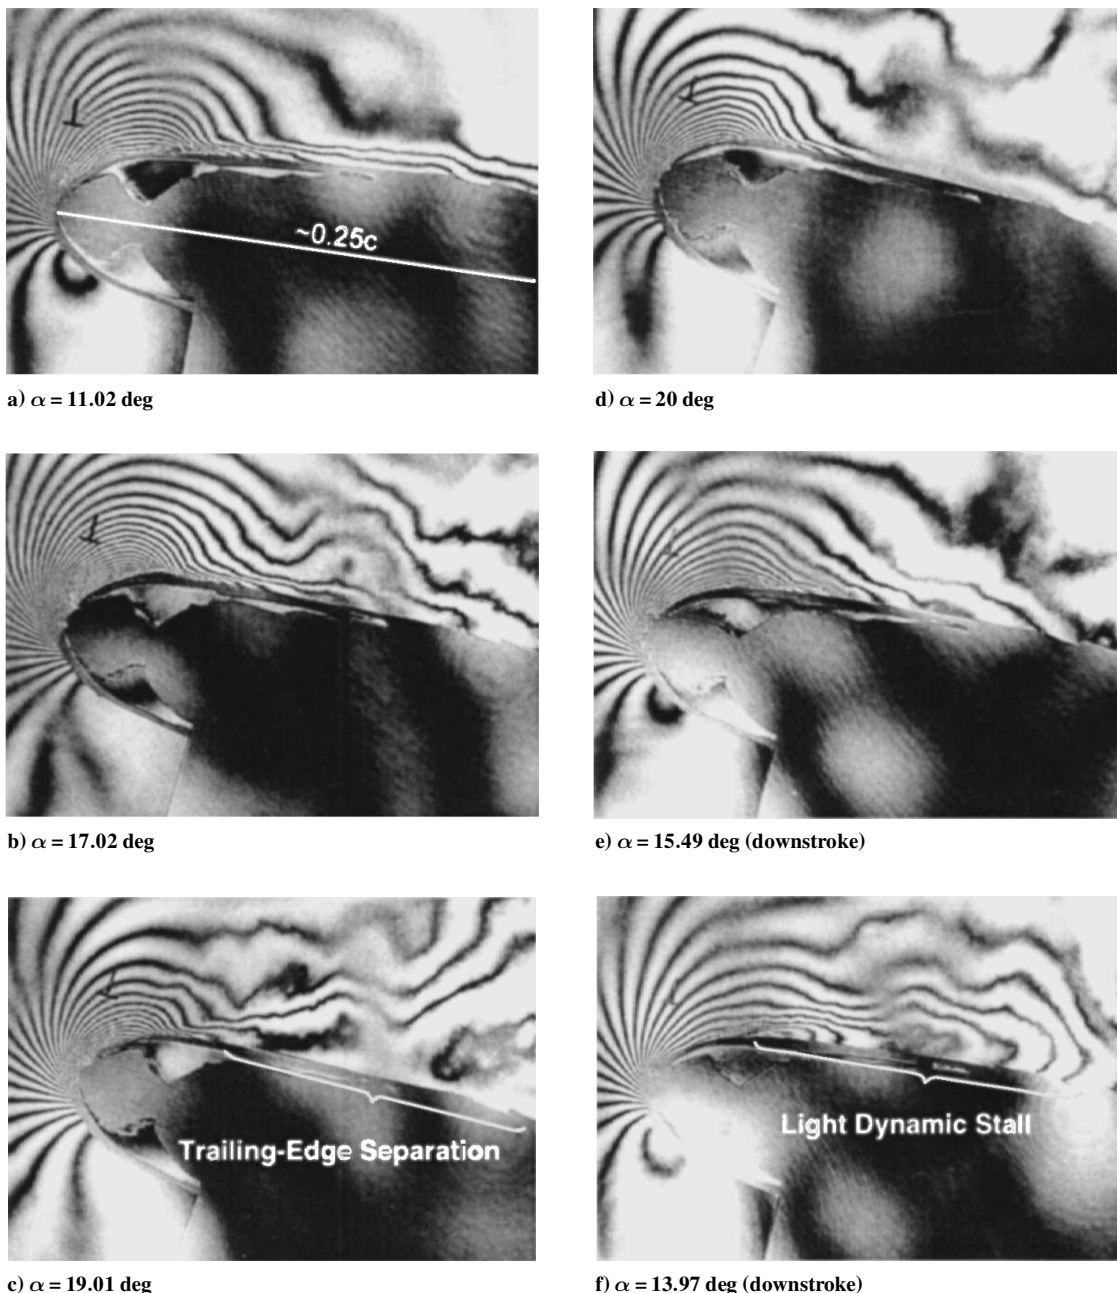 ~0.25c
a) α = 11.02 deg
d) α = 20 deg
b) α = 17.02 deg
e) α = 15.49 deg (downstroke)
Trailing-Edge Separation
Light Dynamic Stall
c) α = 19.01 deg
f) α = 13.97 deg (downstroke)